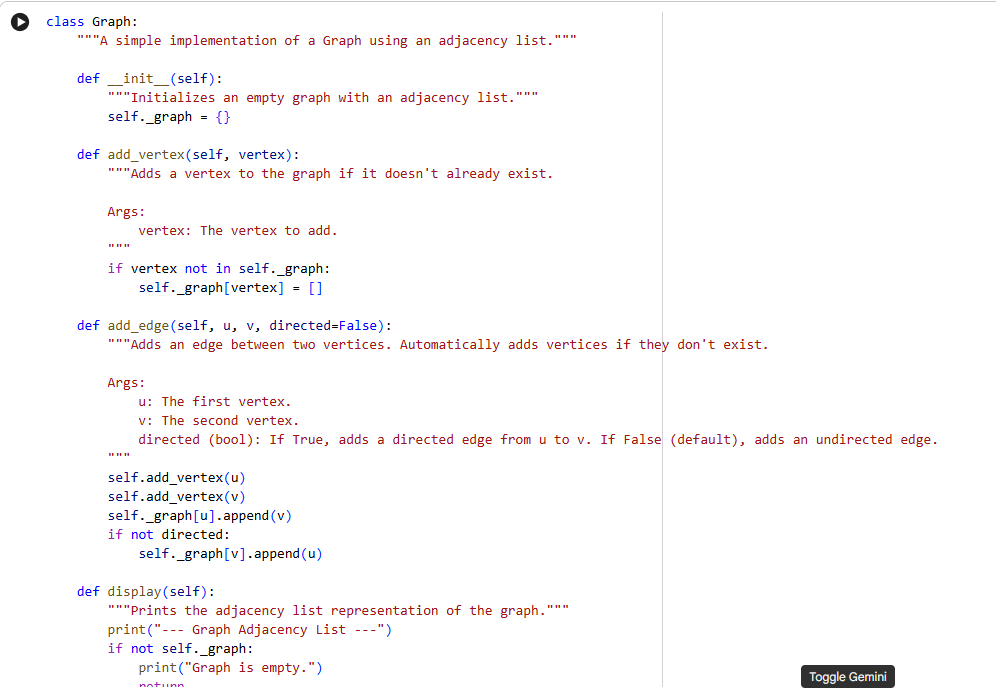 class Graph:
"""A simple implementation of a Graph using an adjacency list."""
def __init__(self):
"""Initializes an empty graph with an adjacency list."""
self._graph = {}
def add_vertex(self, vertex):
"""Adds a vertex to the graph if it doesn't already exist.
Args:
vertex: The vertex to add.
"""
if vertex not in self._graph:
self._graph[vertex] = []
def add_edge(self, u, v, directed=False):
"""Adds an edge between two vertices. Automatically adds vertices if they don't exist.
Args:
u: The first vertex.
v: The second vertex.
directed (bool): If True, adds a directed edge from u to v. If False (default), adds an undirected edge.
"""
self.add_vertex(u)
self.add_vertex(v)
self._graph[u].append(v)
if not directed:
self._graph[v].append(u)
def display(self):
"""Prints the adjacency list representation of the graph."""
print("--- Graph Adjacency List ---")
if not self._graph:
print("Graph is empty.")
return
Toggle Gemini